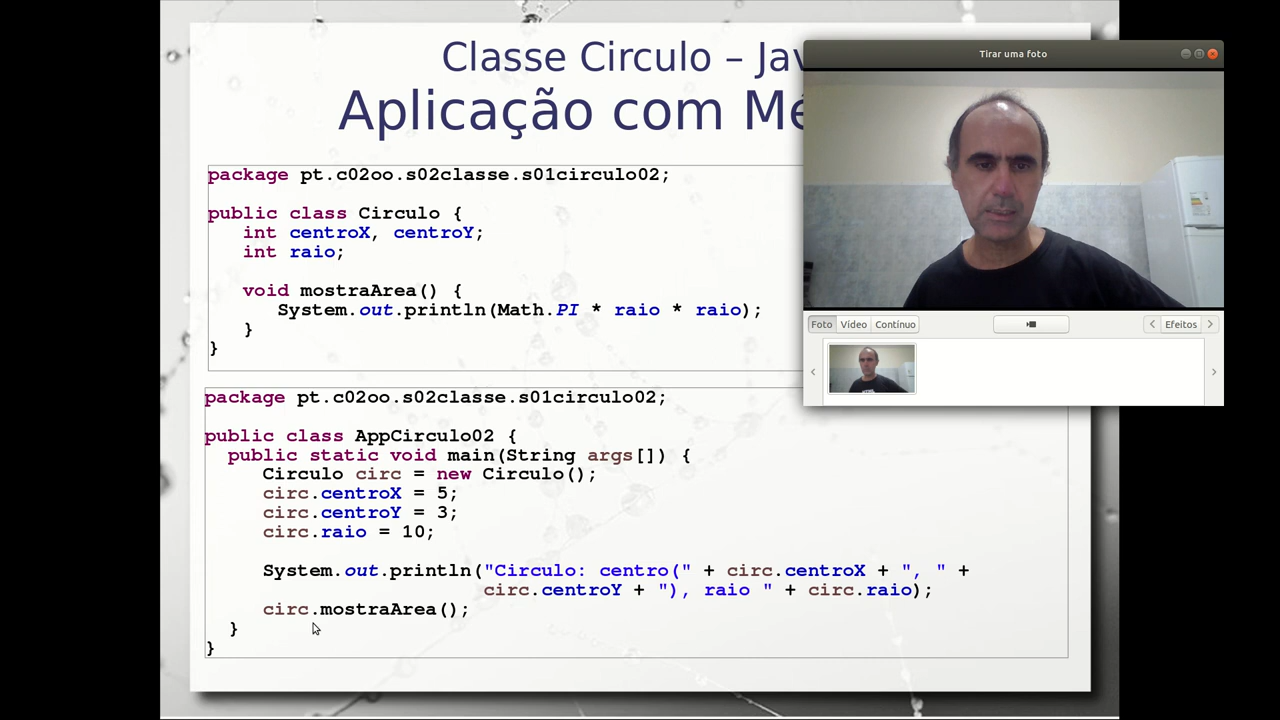 Classe Circulo – Jav
Aplicação com Mé
package pt.c02oo.s02classe.s01circulo02;
public class Circulo {
int centroX, centroY;
int raio;
void mostraArea() {
System.out.println(Math.PI * raio * raio);
}
}
package pt.c02oo.s02classe.s01circulo02;
public class AppCirculo02 {
public static void main(String args[]) {
Circulo circ = new Circulo();
circ.centroX = 5;
circ.centroY = 3;
circ.raio = 10;
System.out.println("Circulo: centro(" + circ.centroX + ", " +
circ.centroY + "), raio " + circ.raio);
circ.mostraArea();
}
}
Tirar uma foto
Foto Vídeo Contínuo Efeitos